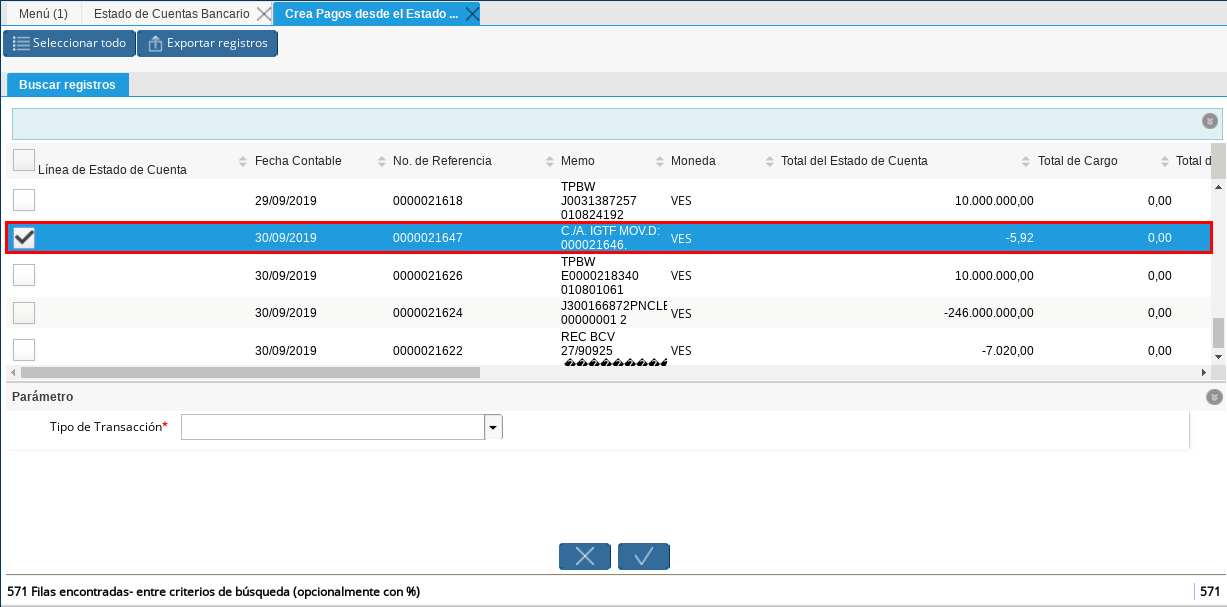 Menú (1) Estado de Cuentas Bancario Crea Pagos desde el Estado ...
Seleccionar todo Exportar registros
Buscar registros
Línea de Estado de Cuenta Fecha Contable No. de Referencia Memo Moneda Total del Estado de Cuenta Total de Cargo Total d
TPBW
29/09/2019 0000021618 J0031387257 VES 10.000.000,00 0,00
010824192
C./A. IGTF MOV.D:
30/09/2019 0000021647 000021646. VES -5,92 0,00
TPBW
30/09/2019 0000021626 E0000218340 VES 10.000.000,00 0,00
010801061
J300166872PNCLE
30/09/2019 0000021624 00000001 2 VES -246.000.000,00 0,00
REC BCV
30/09/2019 0000021622 27/90925 VES -7.020,00 0,00
���������
Parámetro
Tipo de Transacción*
571 Filas encontradas- entre criterios de búsqueda (opcionalmente con %) 571